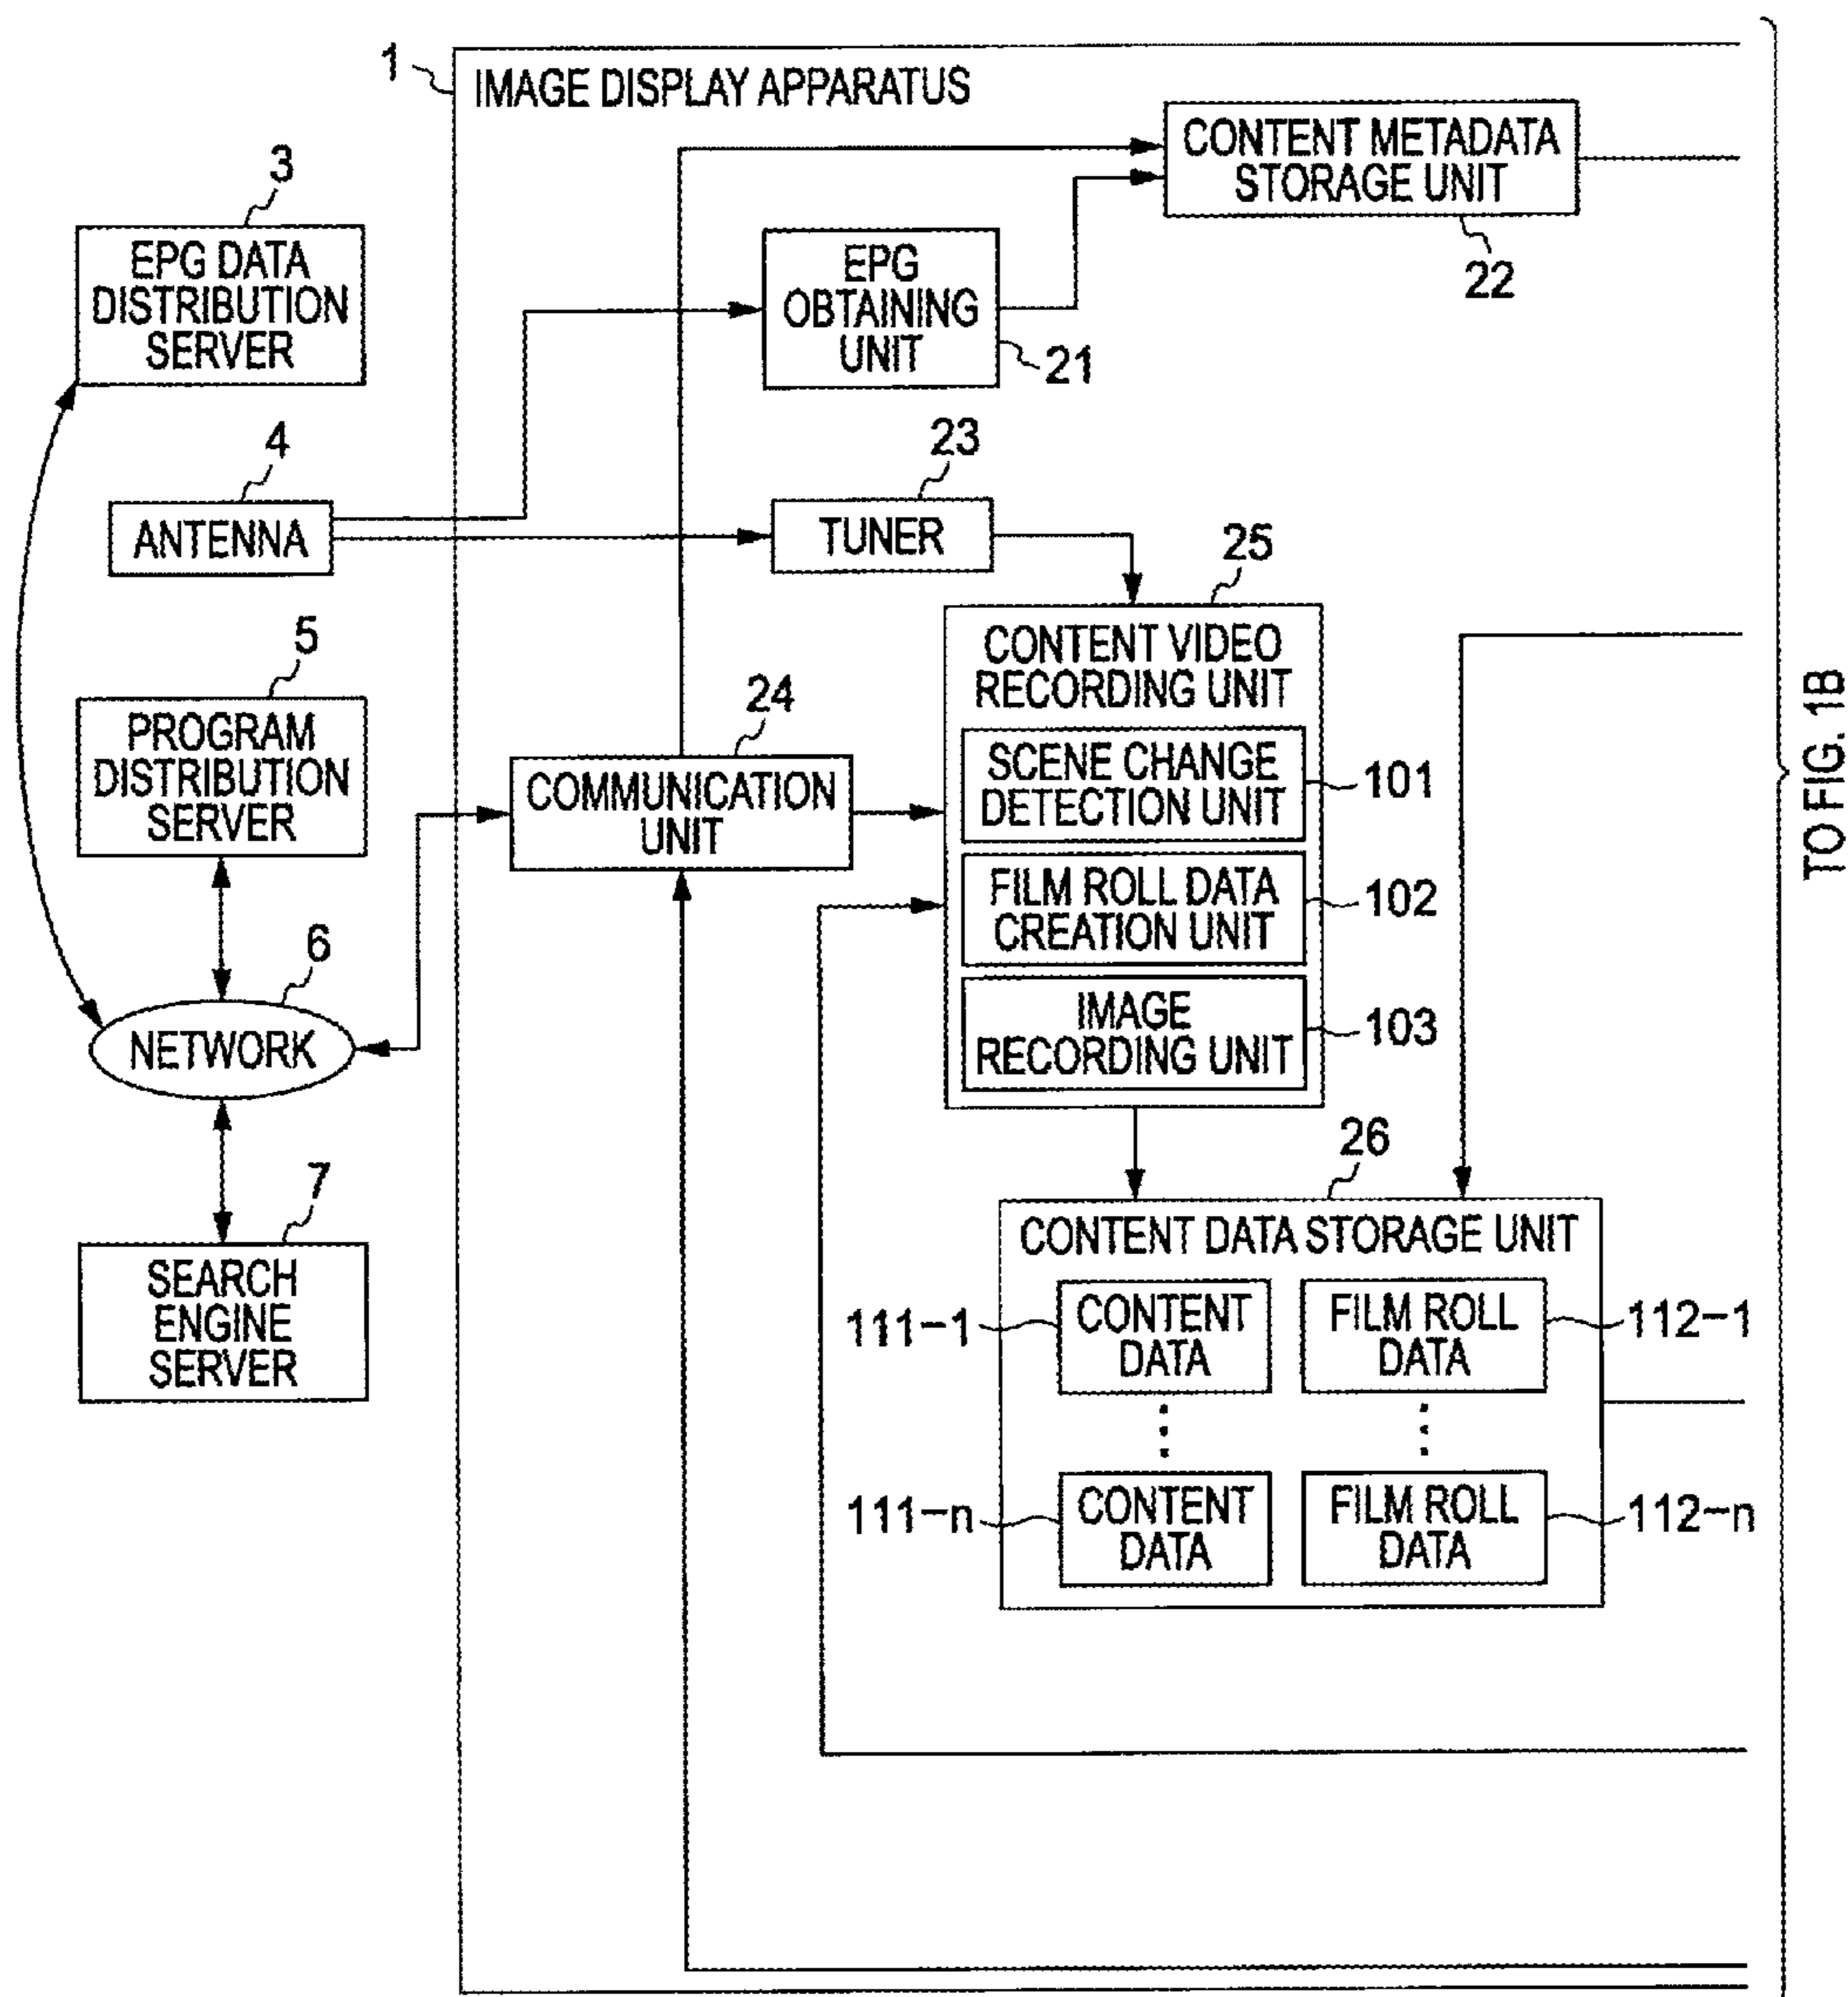 1
IMAGE DISPLAY APPARATUS
CONTENT METADATA
STORAGE UNIT
22
3
EPG DATA
DISTRIBUTION
SERVER
EPG
OBTAINING
UNIT
21
4
ANTENNA
23
TUNER
25
CONTENT VIDEO
RECORDING UNIT
SCENE CHANGE
DETECTION UNIT
101
FILM ROLL DATA
CREATION UNIT
102
IMAGE
RECORDING UNIT
103
5
PROGRAM
DISTRIBUTION
SERVER
24
COMMUNICATION
UNIT
6
NETWORK
7
SEARCH
ENGINE
SERVER
26
CONTENT DATA STORAGE UNIT
111-1
CONTENT
DATA
FILM ROLL
DATA
112-1
111-n
CONTENT
DATA
FILM ROLL
DATA
112-n
TO FIG. 1B